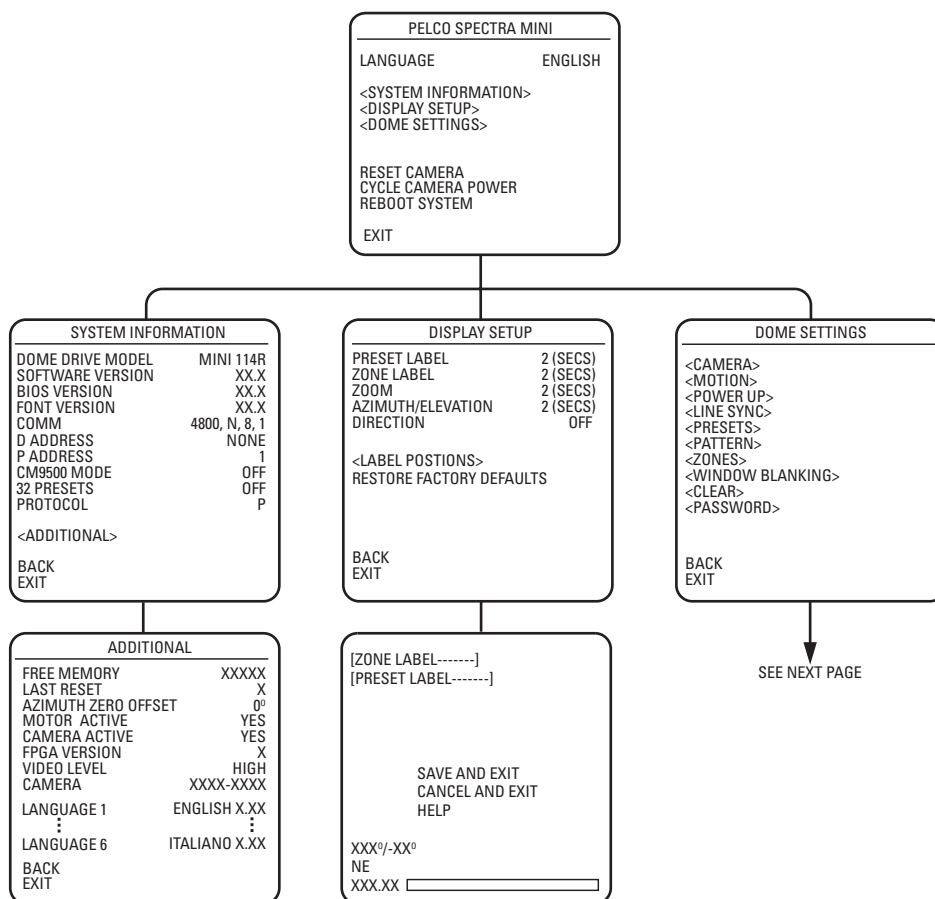 PELCO SPECTRA MINI
LANGUAGE ENGLISH
<SYSTEM INFORMATION>
<DISPLAY SETUP>
<DOME SETTINGS>
RESET CAMERA
CYCLE CAMERA POWER
REBOOT SYSTEM
EXIT
SYSTEM INFORMATION
DOME DRIVE MODEL MINI 114R
SOFTWARE VERSION XX.X
BIOS VERSION XX.X
FONT VERSION XX.X
COMM 4800, N, 8, 1
D ADDRESS NONE
P ADDRESS 1
CM9500 MODE OFF
32 PRESETS OFF
PROTOCOL P
<ADDITIONAL>
BACK
EXIT
DISPLAY SETUP
PRESET LABEL 2 (SECS)
ZONE LABEL 2 (SECS)
ZOOM 2 (SECS)
AZIMUTH/ELEVATION 2 (SECS)
DIRECTION OFF
<LABEL POSTIONS>
RESTORE FACTORY DEFAULTS
BACK
EXIT
DOME SETTINGS
<CAMERA>
<MOTION>
<POWER UP>
<LINE SYNC>
<PRESETS>
<PATTERN>
<ZONES>
<WINDOW BLANKING>
<CLEAR>
<PASSWORD>
BACK
EXIT
ADDITIONAL
FREE MEMORY XXXXX
LAST RESET X
AZIMUTH ZERO OFFSET 0⁰
MOTOR ACTIVE YES
CAMERA ACTIVE YES
FPGA VERSION X
VIDEO LEVEL HIGH
CAMERA XXXX-XXXX
LANGUAGE 1 ENGLISH X.XX
LANGUAGE 6 ITALIANO X.XX
BACK
EXIT
[ZONE LABEL-------]
[PRESET LABEL-------]
SAVE AND EXIT
CANCEL AND EXIT
HELP
XXX⁰/-XX⁰
NE
XXX.XX
SEE NEXT PAGE